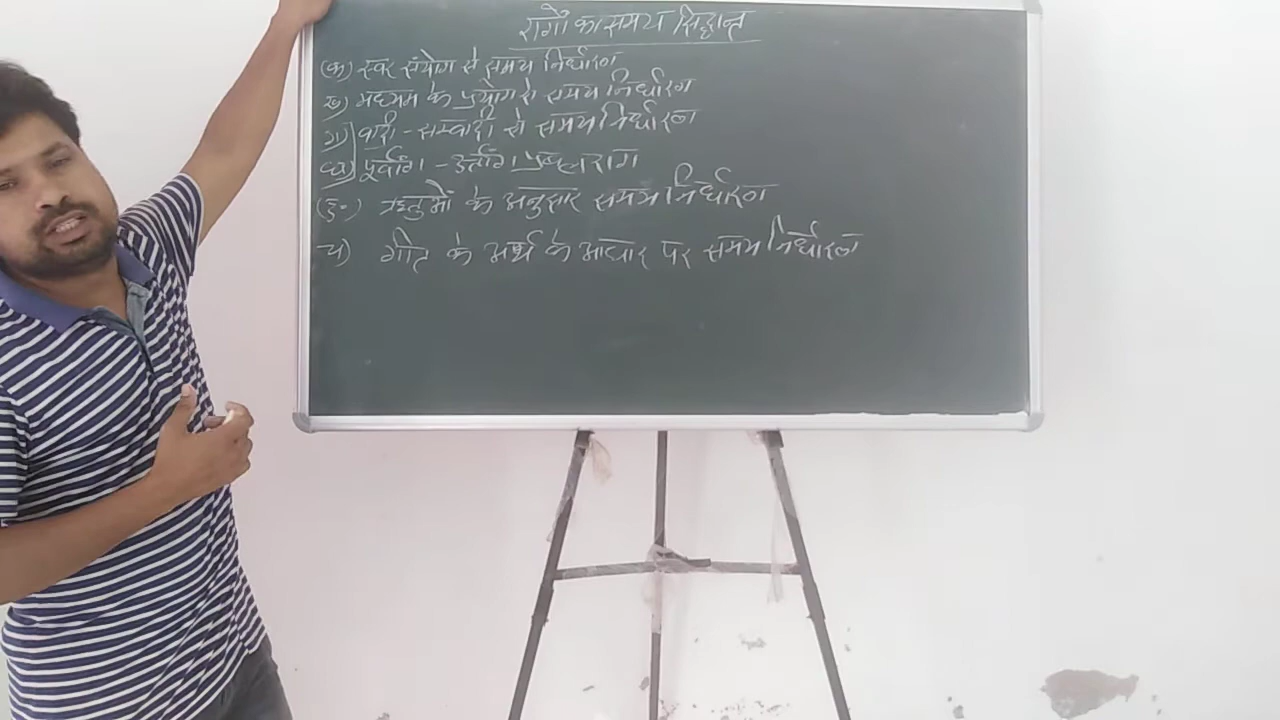 रागों का समय सिद्धान्त
(क) स्वर संयोग से समय निर्धारण
ख) मध्यम के प्रयोग से समय निर्धारण
ग) वादी - सम्वादी से समय निर्धारण
घ) पूर्वांग - उत्तरांग प्रबल राग
(ड़॰) ऋतुओं के अनुसार समय निर्धारण
च) गीत के अर्थ के आधार पर समय निर्धारण